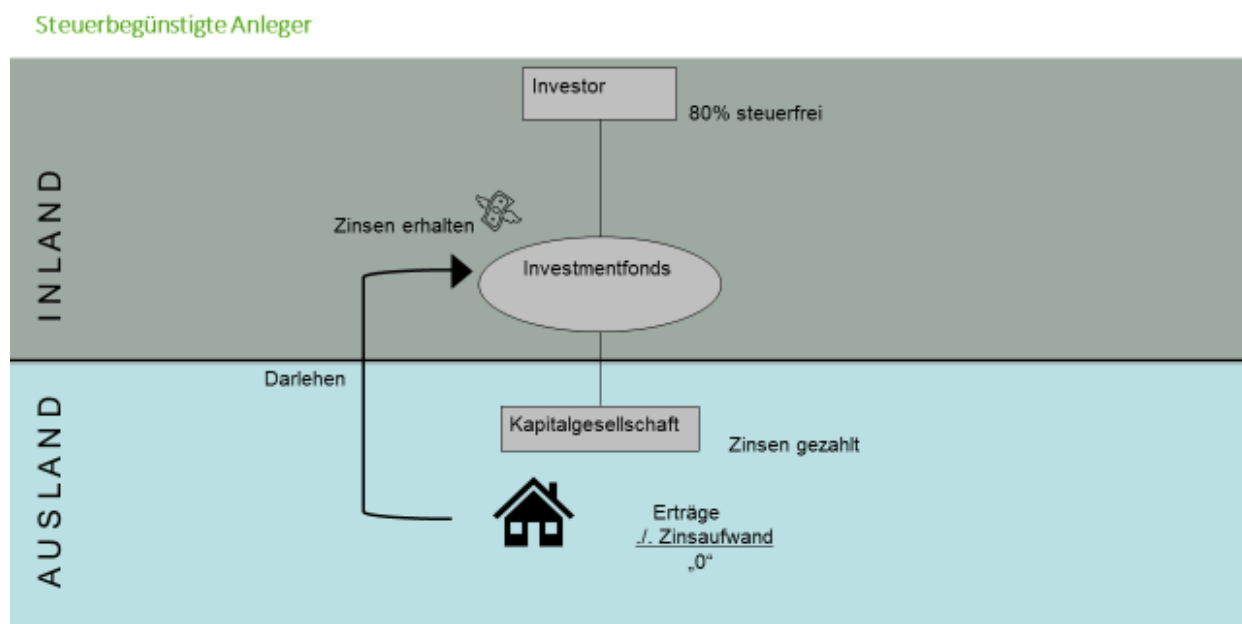 Steuerbegünstigte Anleger
INLAND
Investor
80% steuerfrei
Zinsen erhalten
Investmentfonds
AUSLAND
Darlehen
Kapitalgesellschaft
Zinsen gezahlt
Erträge
./. Zinsaufwand
„0“